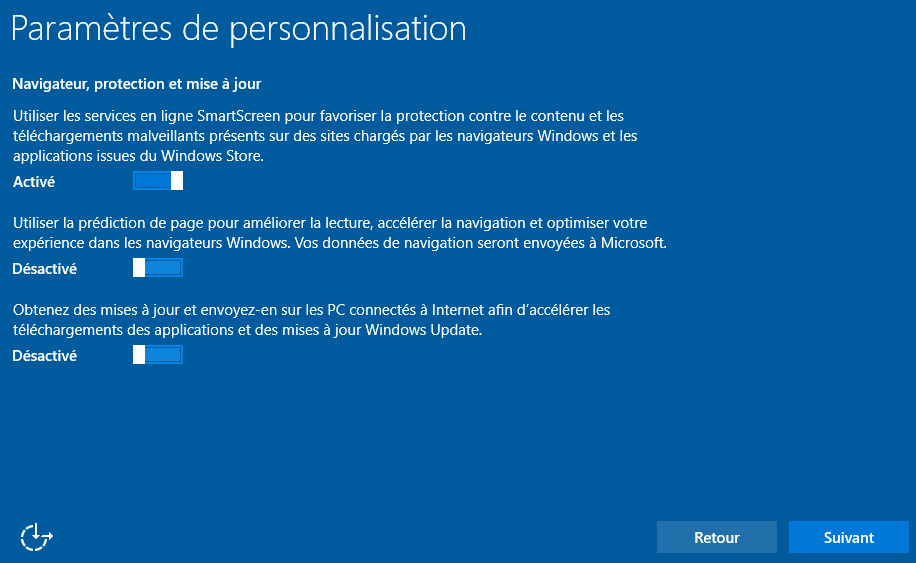 Paramètres de personnalisation
Navigateur, protection et mise à jour
Utiliser les services en ligne SmartScreen pour favoriser la protection contre le contenu et les
téléchargements malveillants présents sur des sites chargés par les navigateurs Windows et les
applications issues du Windows Store.
Activé
Utiliser la prédiction de page pour améliorer la lecture, accélérer la navigation et optimiser votre
expérience dans les navigateurs Windows. Vos données de navigation seront envoyées à Microsoft.
Désactivé
Obtenez des mises à jour et envoyez-en sur les PC connectés à Internet afin d’accélérer les
téléchargements des applications et des mises à jour Windows Update.
Désactivé
Retour
Suivant